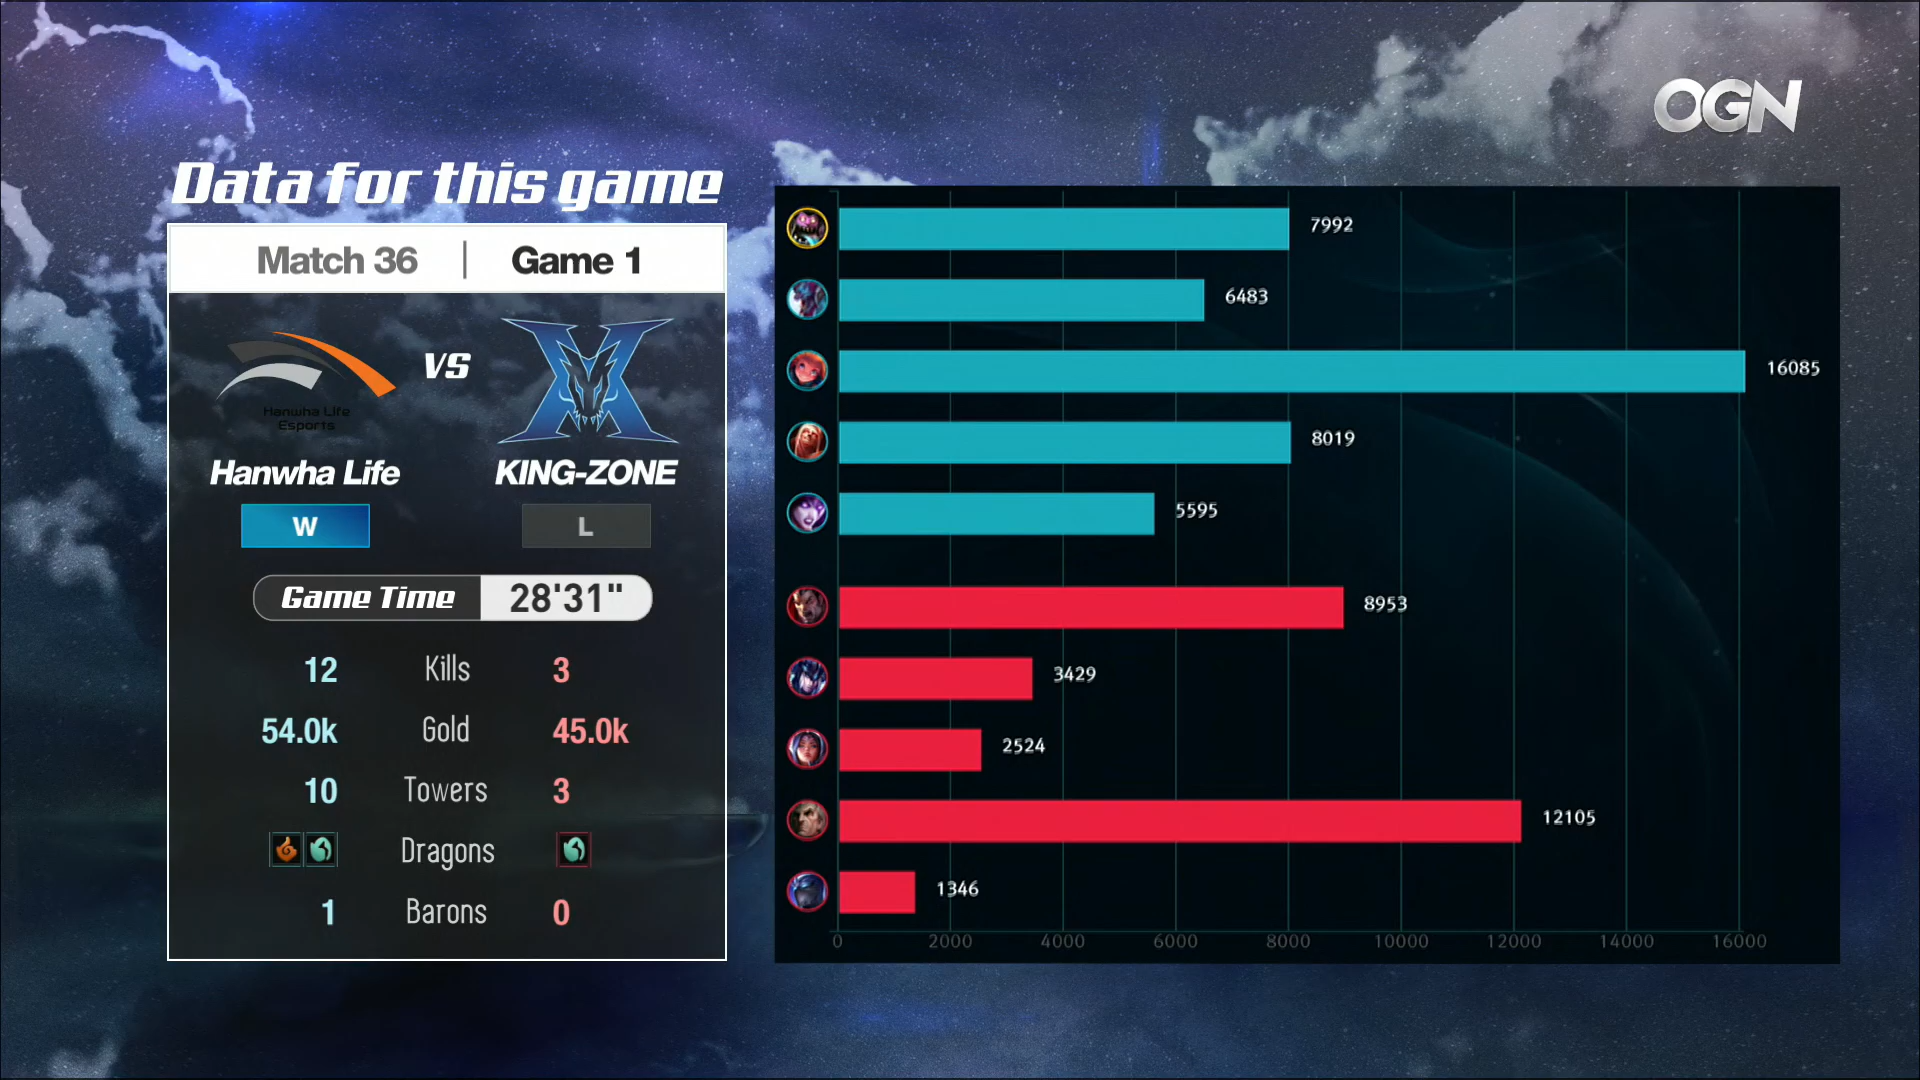 OGN
Data for this game
Match 36 | Game 1
Hanwha Life
Esports
VS
Hanwha Life
KING-ZONE
W
L
Game Time 28'31"
12 Kills 3
54.0k Gold 45.0k
10 Towers 3
Dragons
1 Barons 0
7992
6483
16085
8019
5595
8953
3429
2524
12105
1346
0 2000 4000 6000 8000 10000 12000 14000 16000